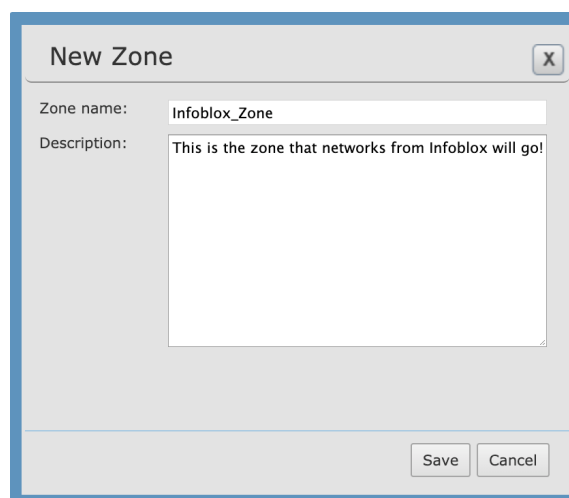 New Zone
X
Zone name:
Infoblox_Zone
Description:
This is the zone that networks from Infoblox will go!
Save
Cancel